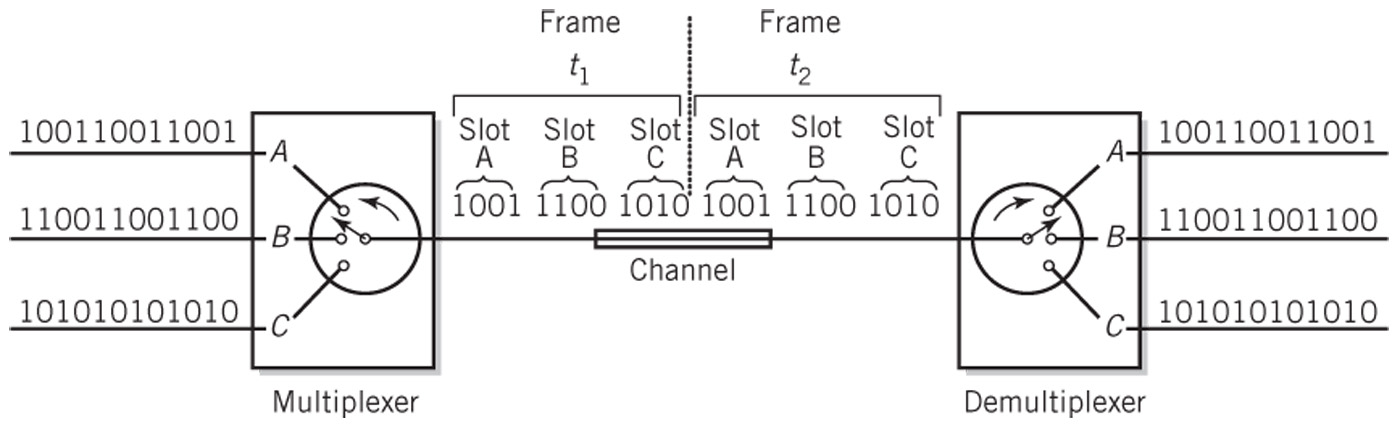 Frame Frame
t1 t2
Slot Slot Slot Slot Slot Slot
A B C A B C
1001 1100 1010 1001 1100 1010
100110011001 A
110011001100 B
101010101010 C
Multiplexer
Channel
A 100110011001
B 110011001100
C 101010101010
Demultiplexer